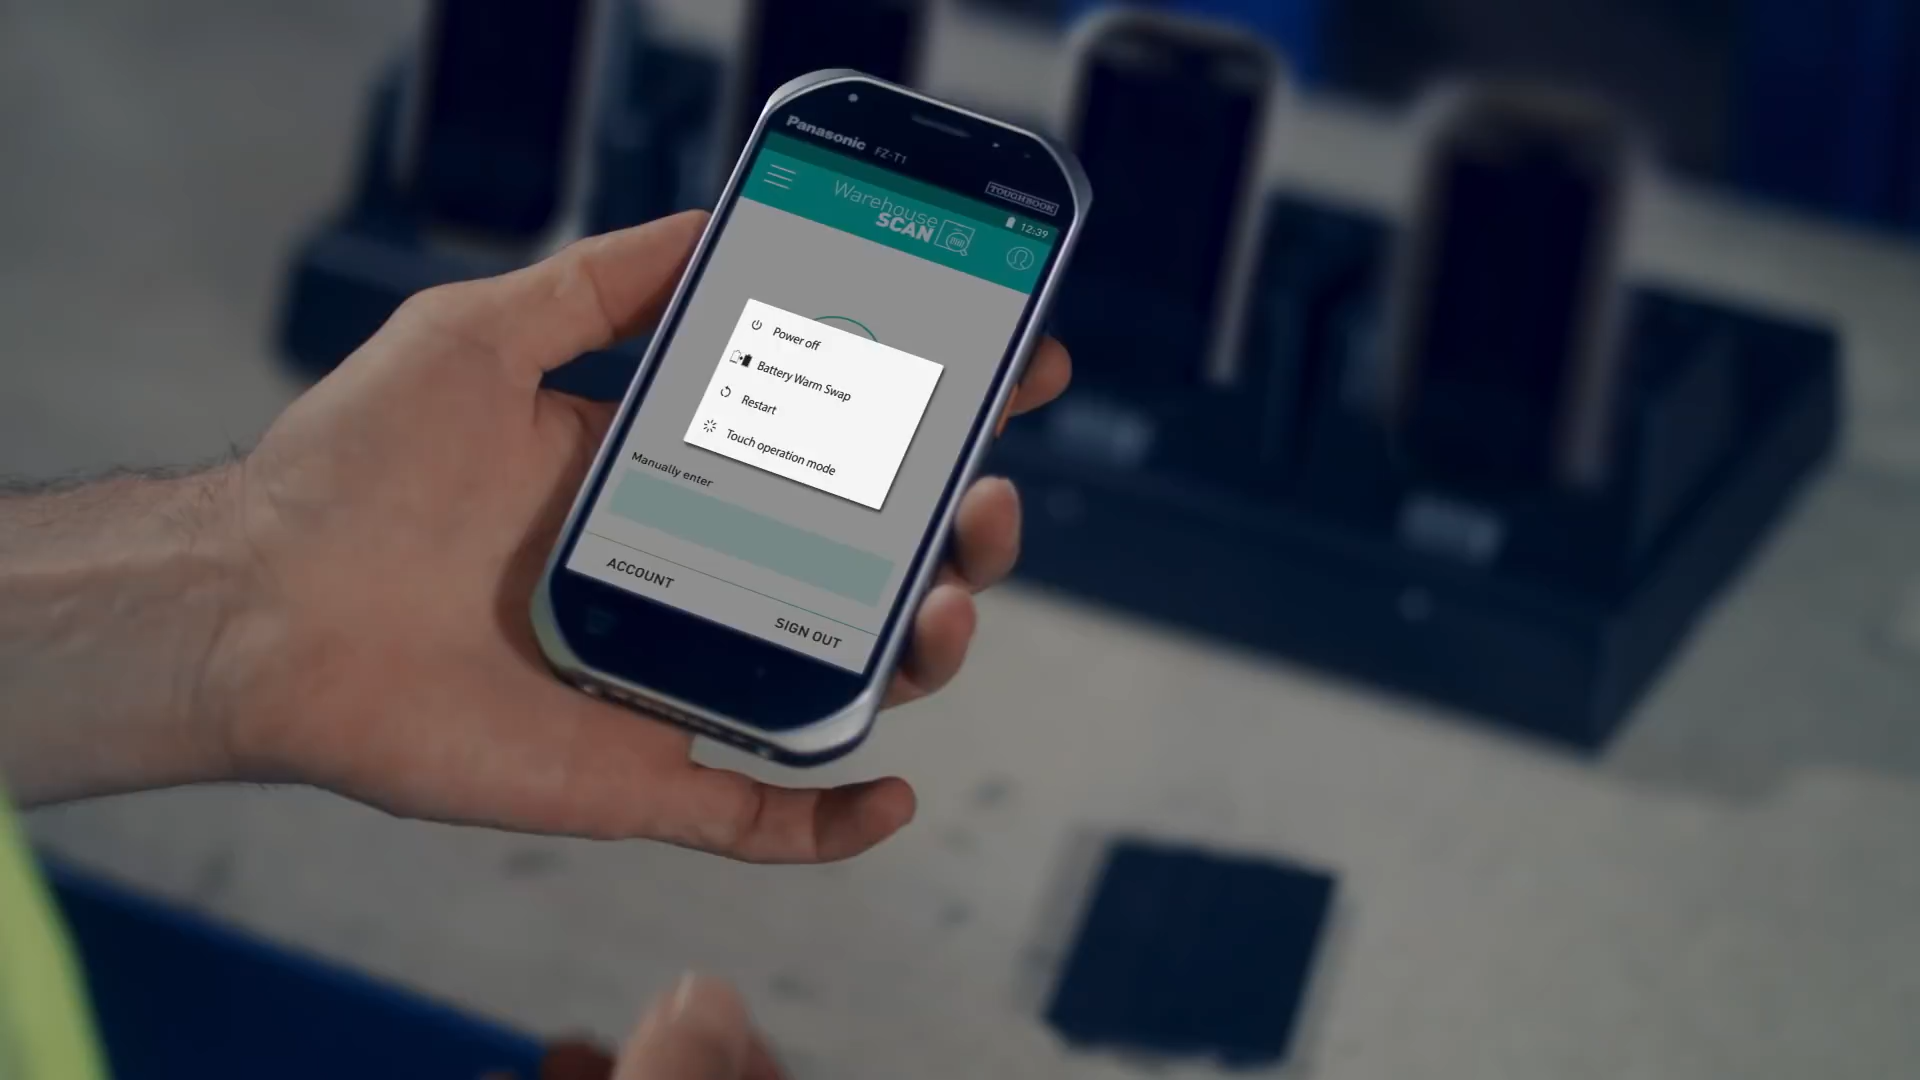 Panasonic FZ-T1
TOUGHBOOK
12:39
Warehouse
SCAN
Power off
Battery Warm Swap
Restart
Touch operation mode
Manually enter
ACCOUNT
SIGN OUT